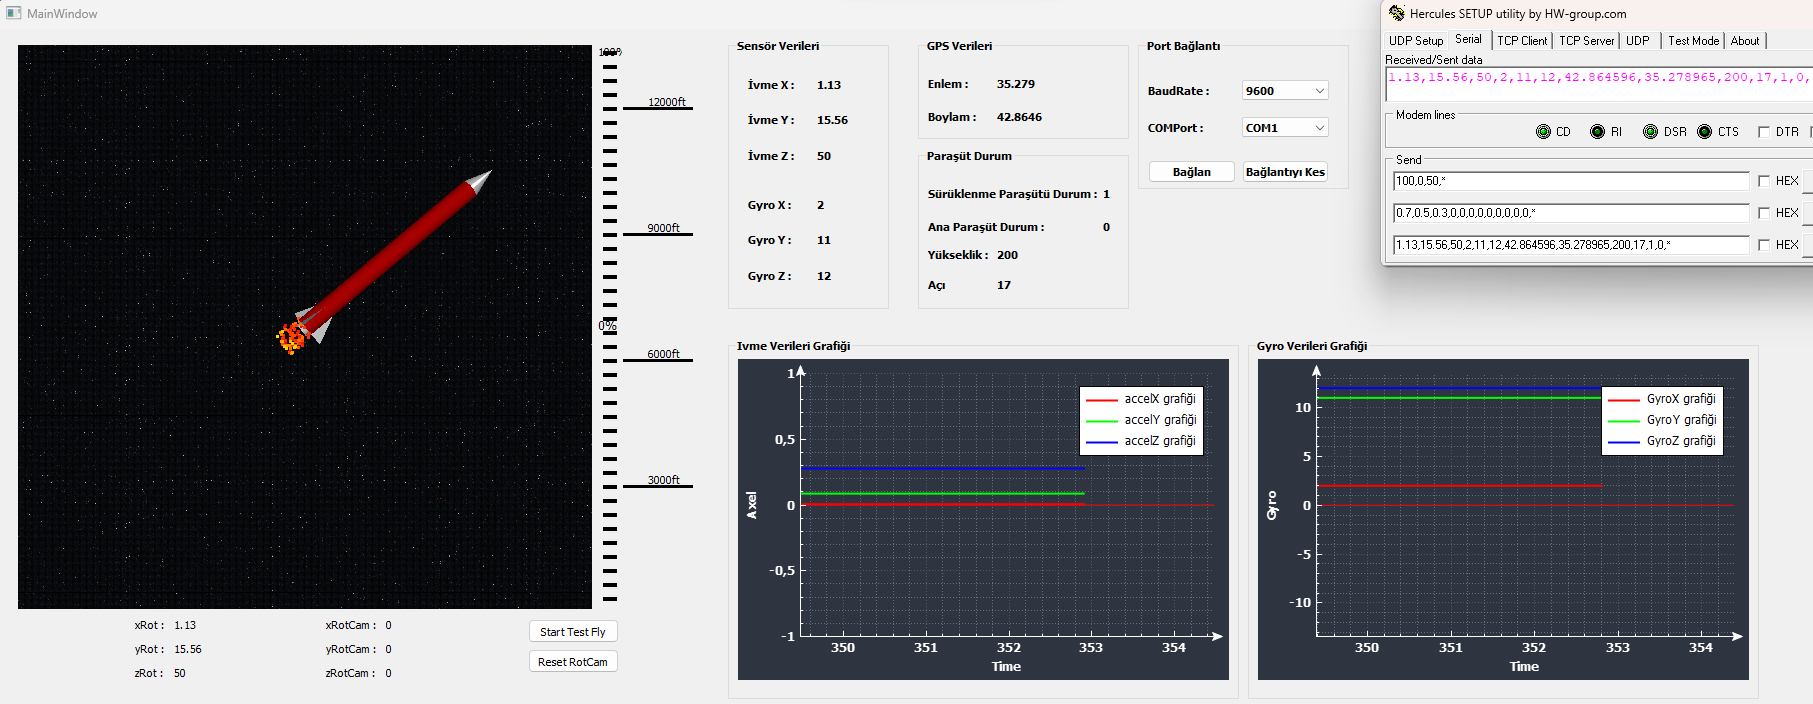 MainWindow
100%
12000ft
9000ft
0%
6000ft
3000ft
xRot : 1.13
yRot : 15.56
zRot : 50
xRotCam : 0
yRotCam : 0
zRotCam : 0
Start Test Fly
Reset RotCam
Sensör Verileri
İvme X : 1.13
İvme Y : 15.56
İvme Z : 50
Gyro X : 2
Gyro Y : 11
Gyro Z : 12
GPS Verileri
Enlem : 35.279
Boylam : 42.8646
Paraşüt Durum
Sürüklenme Paraşütü Durum : 1
Ana Paraşüt Durum : 0
Yükseklik : 200
Açı 17
Port Bağlantı
BaudRate : 9600
COMPort : COM1
Bağlan
Bağlantıyı Kes
Hercules SETUP utility by HW-group.com
UDP Setup Serial TCP Client TCP Server UDP Test Mode About
Received/Sent data
1.13,15.56,50,2,11,12,42.864596,35.278965,200,17,1,0,
Modem lines
CD RI DSR CTS DTR
Send
100,0,50,* HEX
0.7,0.5,0.3,0,0,0,0,0,0,0,0,0,* HEX
1.13,15.56,50,2,11,12,42.864596,35.278965,200,17,1,0,* HEX
Ivme Verileri Grafiği
1
0,5
0
-0,5
-1
Axel
accelX grafiği
accelY grafiği
accelZ grafiği
350 351 352 353 354
Time
Gyro Verileri Grafiği
10
5
0
-5
-10
Gyro
GyroX grafiği
GyroY grafiği
GyroZ grafiği
350 351 352 353 354
Time